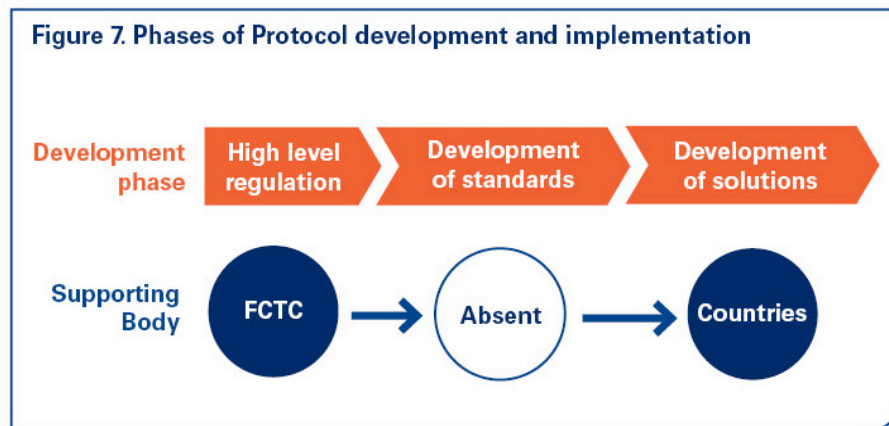 Figure 7. Phases of Protocol development and implementation
Development
phase
High level
regulation
Development
of standards
Development
of solutions
Supporting
Body
FCTC
Absent
Countries